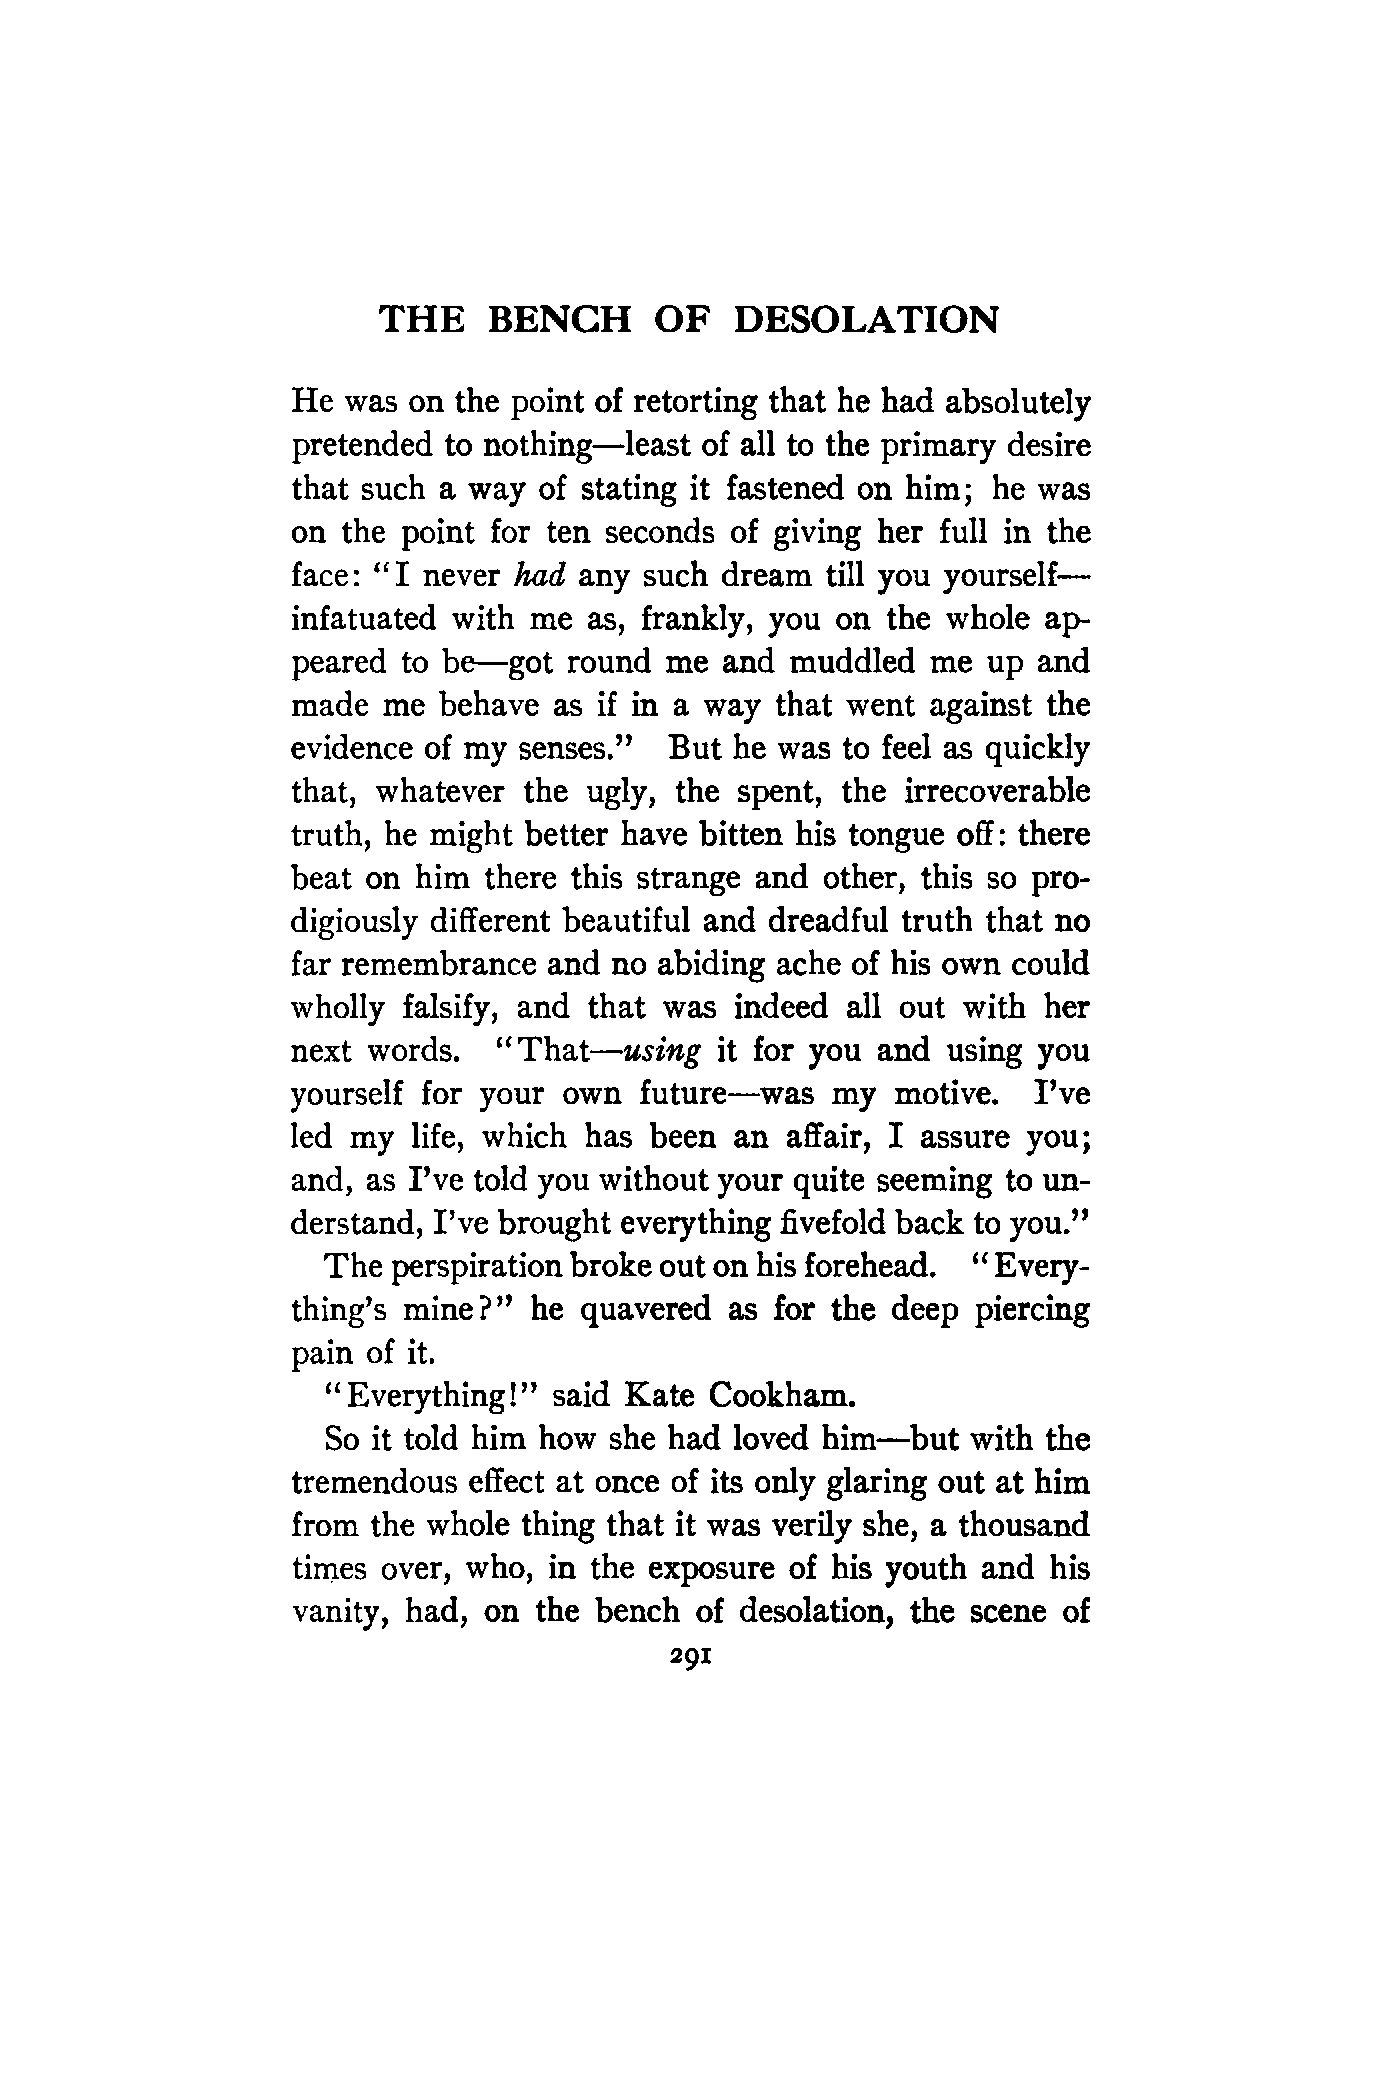 THE BENCH OF DESOLATION
He was on the point of retorting that he had absolutely
pretended to nothing—least of all to the primary desire
that such a way of stating it fastened on him; he was
on the point for ten seconds of giving her full in the
face: "I never had any such dream till you yourself—
infatuated with me as, frankly, you on the whole ap-
peared to be—got round me and muddled me up and
made me behave as if in a way that went against the
evidence of my senses." But he was to feel as quickly
that, whatever the ugly, the spent, the irrecoverable
truth, he might better have bitten his tongue off: there
beat on him there this strange and other, this so pro-
digiously different beautiful and dreadful truth that no
far remembrance and no abiding ache of his own could
wholly falsify, and that was indeed all out with her
next words. "That—using it for you and using you
yourself for your own future—was my motive. I've
led my life, which has been an affair, I assure you;
and, as I've told you without your quite seeming to un-
derstand, I've brought everything fivefold back to you."
The perspiration broke out on his forehead. "Every-
thing's mine?" he quavered as for the deep piercing
pain of it.
"Everything!" said Kate Cookham.
So it told him how she had loved him—but with the
tremendous effect at once of its only glaring out at him
from the whole thing that it was verily she, a thousand
times over, who, in the exposure of his youth and his
vanity, had, on the bench of desolation, the scene of
291